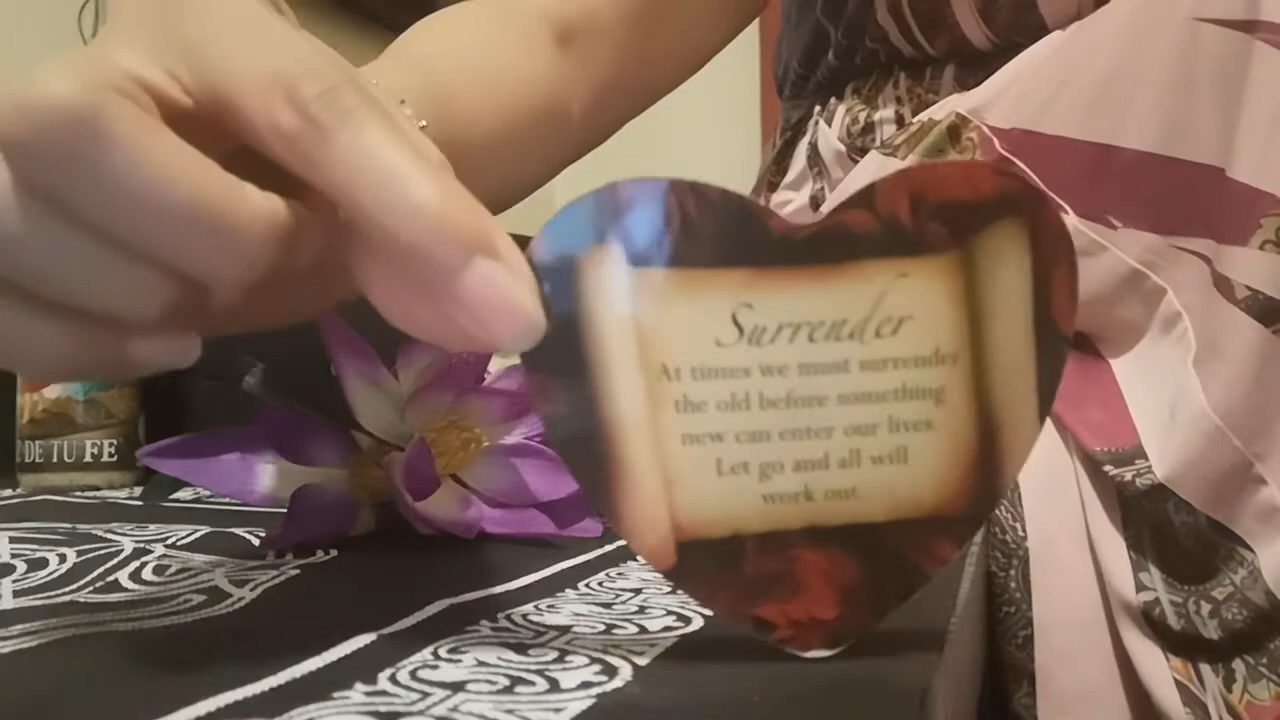 Surrender
At times we must surrender
the old before something
new can enter our lives.
Let go and all will
work out.
DE TU FE